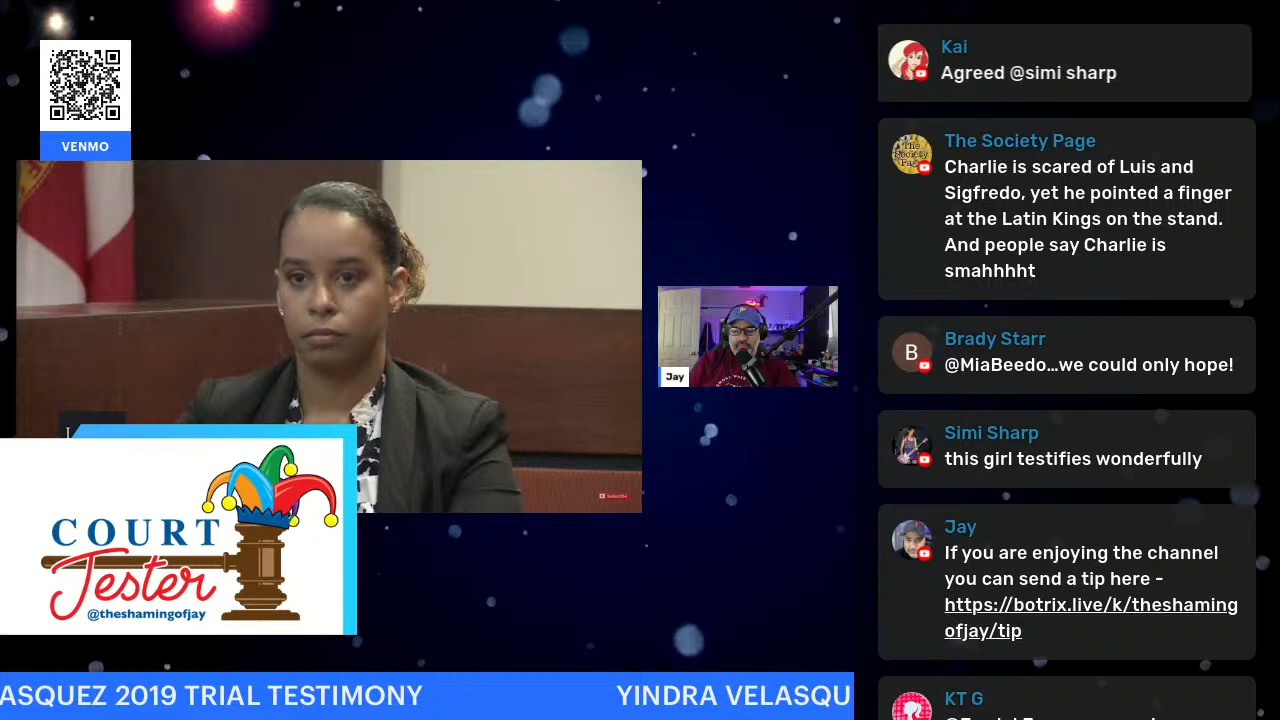 VENMO
Jay
Subscribe
COURT
Jester
@theshamingofjay
ASQUEZ 2019 TRIAL TESTIMONY
YINDRA VELASQU
Kai
Agreed @simi sharp
The Society Page
Charlie is scared of Luis and
Sigfredo, yet he pointed a finger
at the Latin Kings on the stand.
And people say Charlie is
smahhhht
Brady Starr
@MiaBeedo...we could only hope!
Simi Sharp
this girl testifies wonderfully
Jay
If you are enjoying the channel
you can send a tip here -
https://botrix.live/k/theshaming
ofjay/tip
KT G